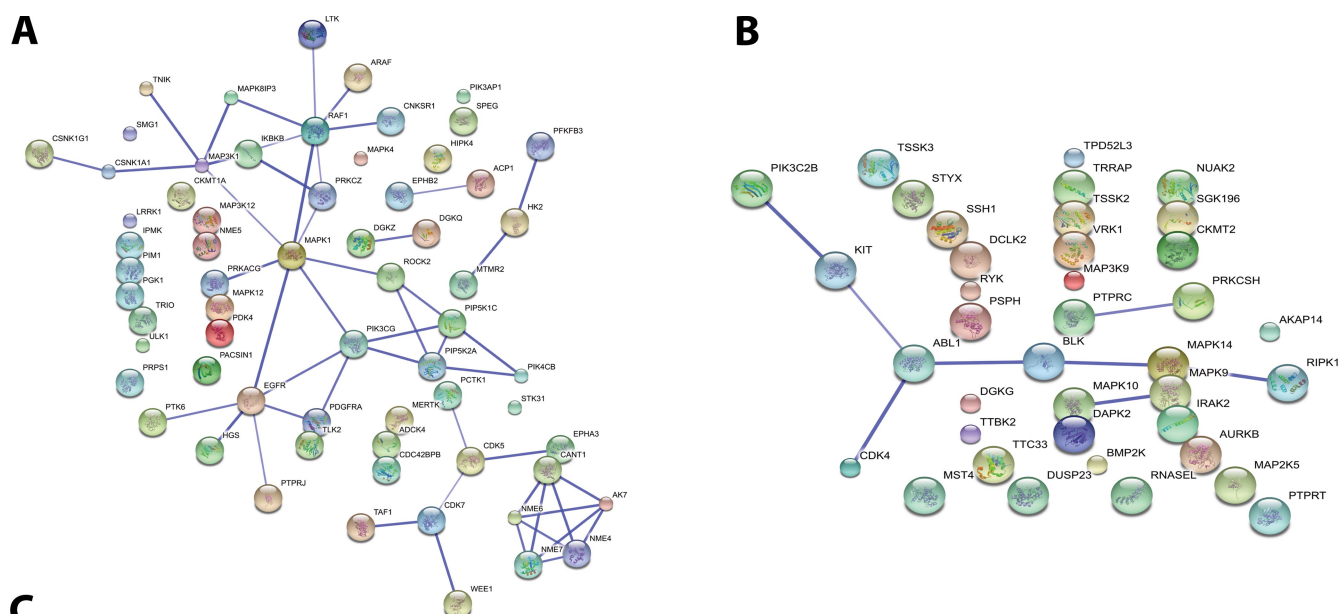 A
B
LTK
ARAF
TNIK
MAPK8IP3
PIK3AP1
SPEG
RAF1
CNKSR1
SMG1
CSNK1G1
IKBKB
PFKFB3
MAPK4
HIPK4
MAP3K1
CSNK1A1
CKMT1A
PRKCZ
EPHB2
ACP1
LRRK1
MAP3K12
HK2
IPMK
NME5
DGKZ
DGKQ
PIM1
MAPK1
PGK1
PRKACG
ROCK2
MTMR2
TRIO
MAPK12
PIP5K1C
ULK1
PDK4
PIK3CG
PACSIN1
PIP5K2A
PRPS1
PIK4CB
EGFR
PCTK1
STK31
PTK6
PDGFRA
MERTK
HGS
TLK2
ADCK4
CDK5
EPHA3
CDC42BPB
CANT1
PTPRJ
AK7
TAF1
CDK7
NME6
NME7
NME4
WEE1
C
TSSK3
TPD52L3
PIK3C2B
STYX
TRRAP
NUAK2
TSSK2
SGK196
SSH1
VRK1
CKMT2
DCLK2
KIT
RYK
MAP3K9
PRKCSH
PSPH
PTPRC
AKAP14
ABL1
BLK
MAPK14
MAPK9
RIPK1
DGKG
MAPK10
IRAK2
TTBK2
DAPK2
AURKB
CDK4
TTC33
BMP2K
MAP2K5
MST4
DUSP23
RNASEL
PTPRT